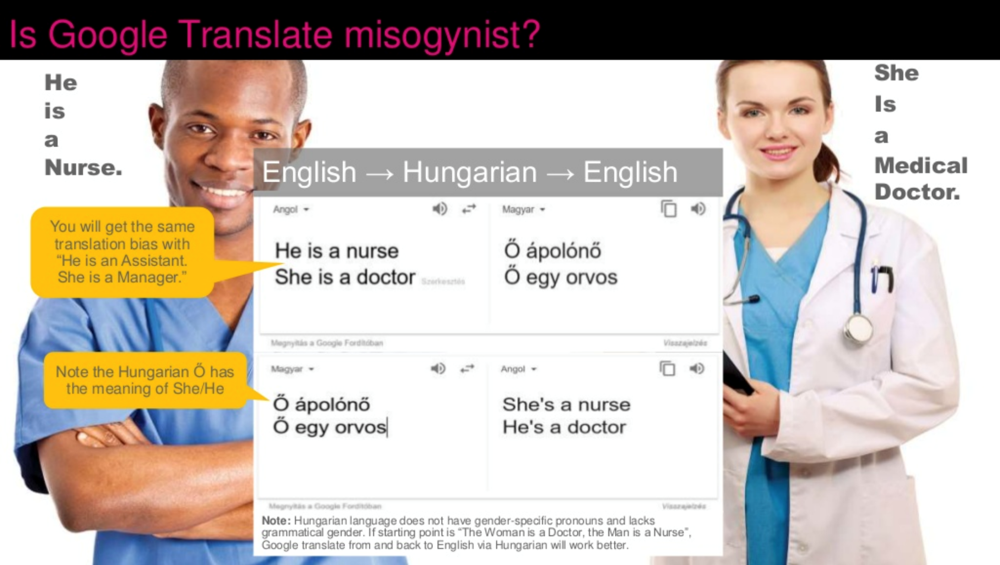 Is Google Translate misogynist?
He
is
a
Nurse.
She
Is
a
Medical
Doctor.
English → Hungarian → English
You will get the same
translation bias with
“He is an Assistant.
She is a Manager.”
Angol
Magyar
He is a nurse
She is a doctor Szerkesztés
Ő ápolónő
Ő egy orvos
Megnyitás a Google Fordítóban
Visszajelzés
Note the Hungarian Ő has
the meaning of She/He
Magyar
Angol
Ő ápolónő
Ő egy orvos
She's a nurse
He's a doctor
Megnyitás a Google Fordítóban
Visszajelzés
Note: Hungarian language does not have gender-specific pronouns and lacks
grammatical gender. If starting point is “The Woman is a Doctor, the Man is a Nurse”,
Google translate from and back to English via Hungarian will work better.